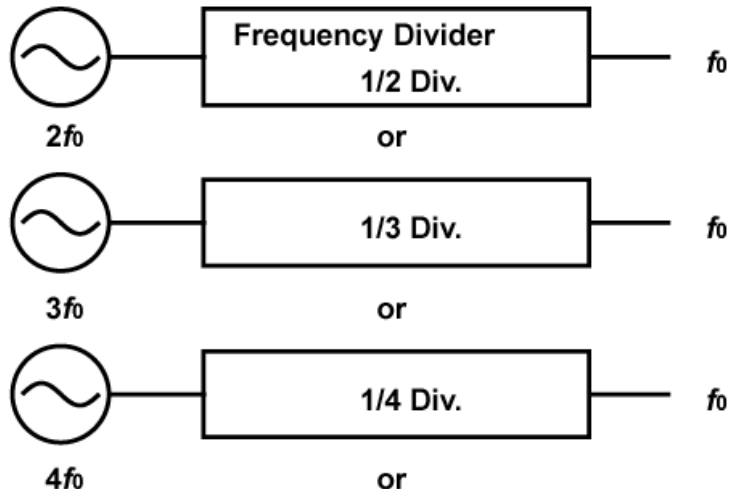 Frequency Divider
1/2 Div.
f0
2f0
or
1/3 Div.
f0
3f0
or
1/4 Div.
f0
4f0
or